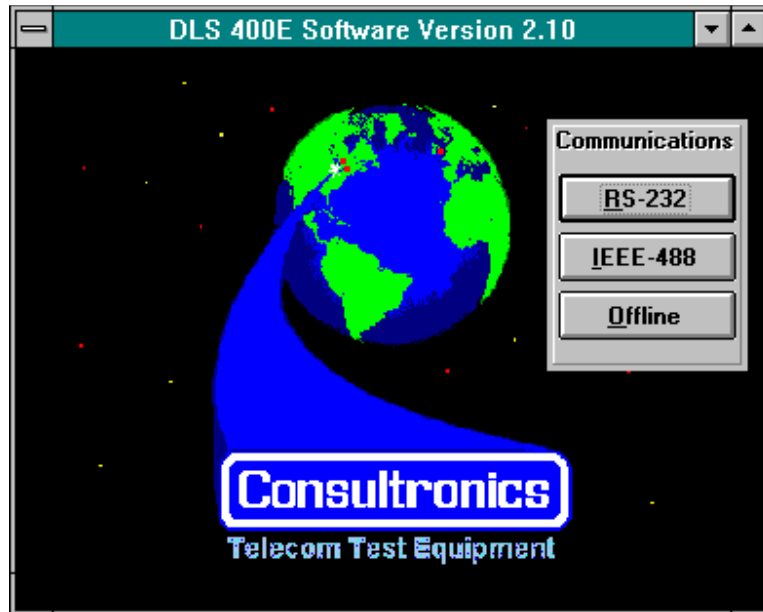 DLS 400E Software Version 2.10
Communications
RS-232
IEEE-488
Offline
Consultronics
Telecom Test Equipment